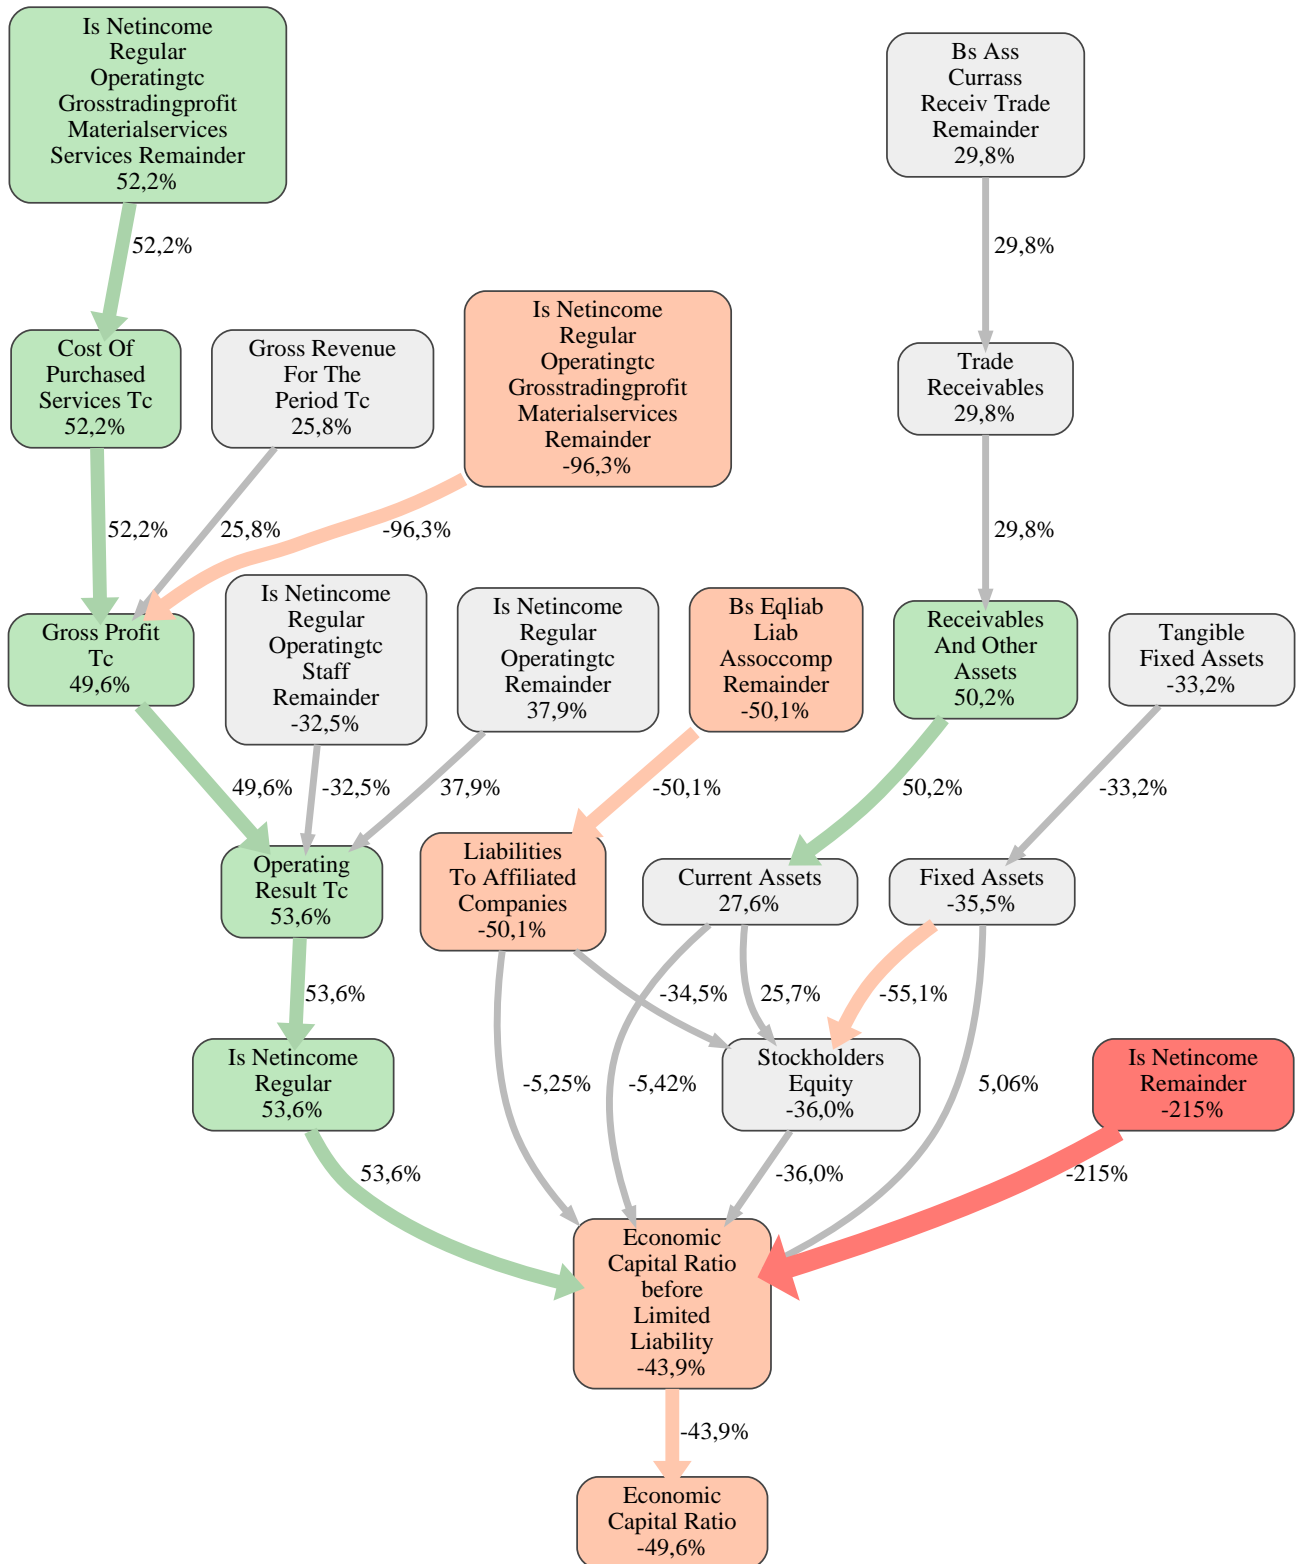 Is Netincome
Regular
Operatingtc
Grosstradingprofit
Materialservices
Services Remainder
52,2%
Bs Ass
Currass
Receiv Trade
Remainder
29,8%
52,2%
29,8%
Cost Of
Purchased
Services Tc
52,2%
Gross Revenue
For The
Period Tc
25,8%
Is Netincome
Regular
Operatingtc
Grosstradingprofit
Materialservices
Remainder
-96,3%
Trade
Receivables
29,8%
52,2%
25,8%
-96,3%
29,8%
Gross Profit
Tc
49,6%
Is Netincome
Regular
Operatingtc
Staff
Remainder
-32,5%
Is Netincome
Regular
Operatingtc
Remainder
37,9%
Bs Eqliab
Liab
Assoccomp
Remainder
-50,1%
Receivables
And Other
Assets
50,2%
Tangible
Fixed Assets
-33,2%
49,6%
-32,5%
37,9%
-50,1%
50,2%
-33,2%
Operating
Result Tc
53,6%
Liabilities
To Affiliated
Companies
-50,1%
Current Assets
27,6%
Fixed Assets
-35,5%
53,6%
-34,5%
25,7%
-55,1%
Is Netincome
Regular
53,6%
-5,25%
-5,42%
Stockholders
Equity
-36,0%
5,06%
Is Netincome
Remainder
-215%
53,6%
-36,0%
-215%
Economic
Capital Ratio
before
Limited
Liability
-43,9%
-43,9%
Economic
Capital Ratio
-49,6%